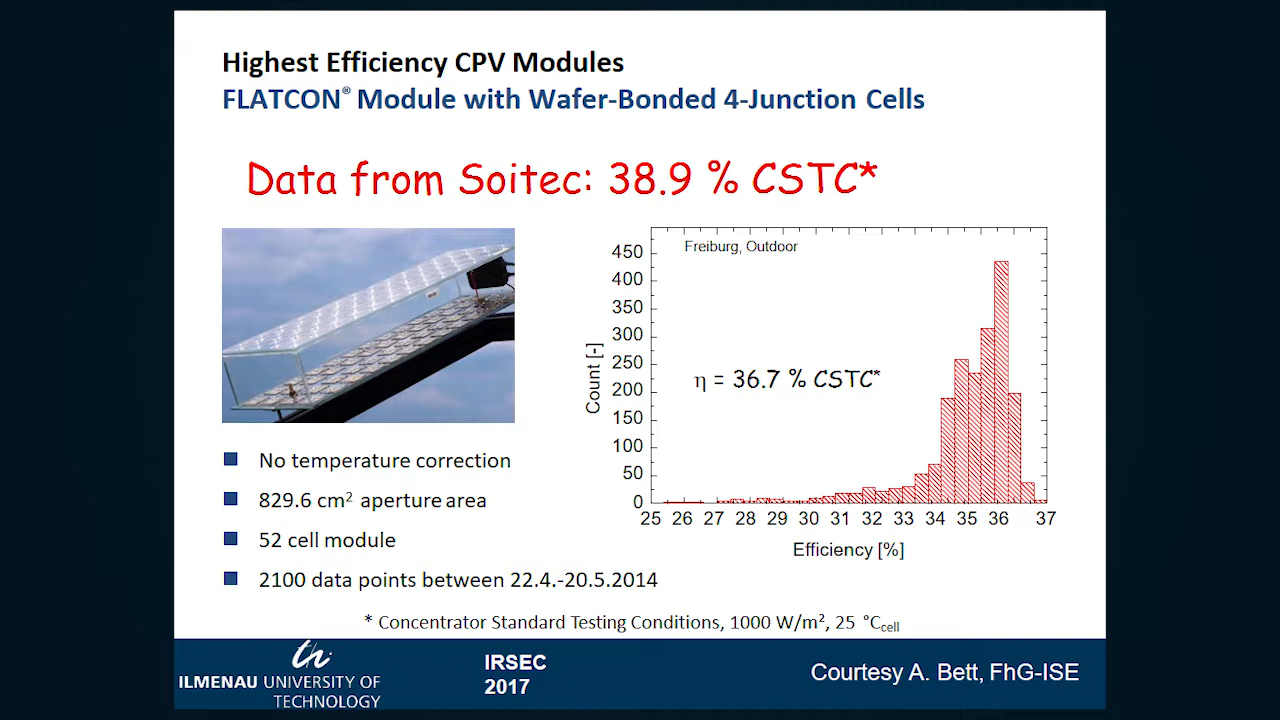 Highest Efficiency CPV Modules
FLATCON® Module with Wafer-Bonded 4-Junction Cells
Data from Soitec: 38.9 % CSTC*
Freiburg, Outdoor
450
400
350
300
250
200
150
100
50
0
Count [-]
η = 36.7 % CSTC*
25 26 27 28 29 30 31 32 33 34 35 36 37
Efficiency [%]
No temperature correction
829.6 cm² aperture area
52 cell module
2100 data points between 22.4.-20.5.2014
* Concentrator Standard Testing Conditions, 1000 W/m², 25 °Ccell
th
ILMENAU UNIVERSITY OF
TECHNOLOGY
IRSEC
2017
Courtesy A. Bett, FhG-ISE